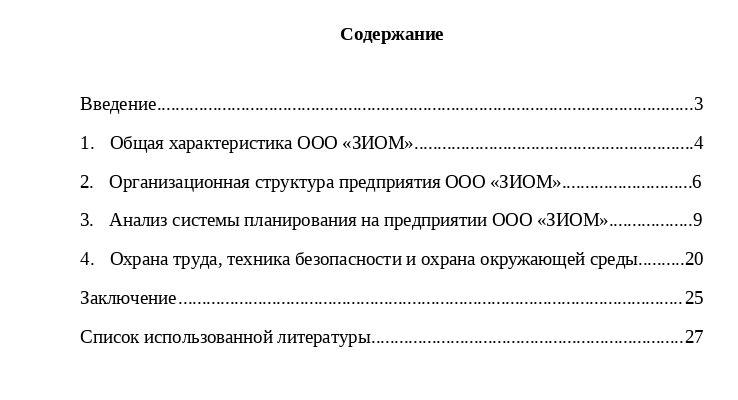 Содержание
Введение....................................................................................................................3
1. Общая характеристика ООО «ЗИОМ»............................................................4
2. Организационная структура предприятия ООО «ЗИОМ»............................6
3. Анализ системы планирования на предприятии ООО «ЗИОМ»..................9
4. Охрана труда, техника безопасности и охрана окружающей среды..........20
Заключение.............................................................................................................25
Список использованной литературы...................................................................27